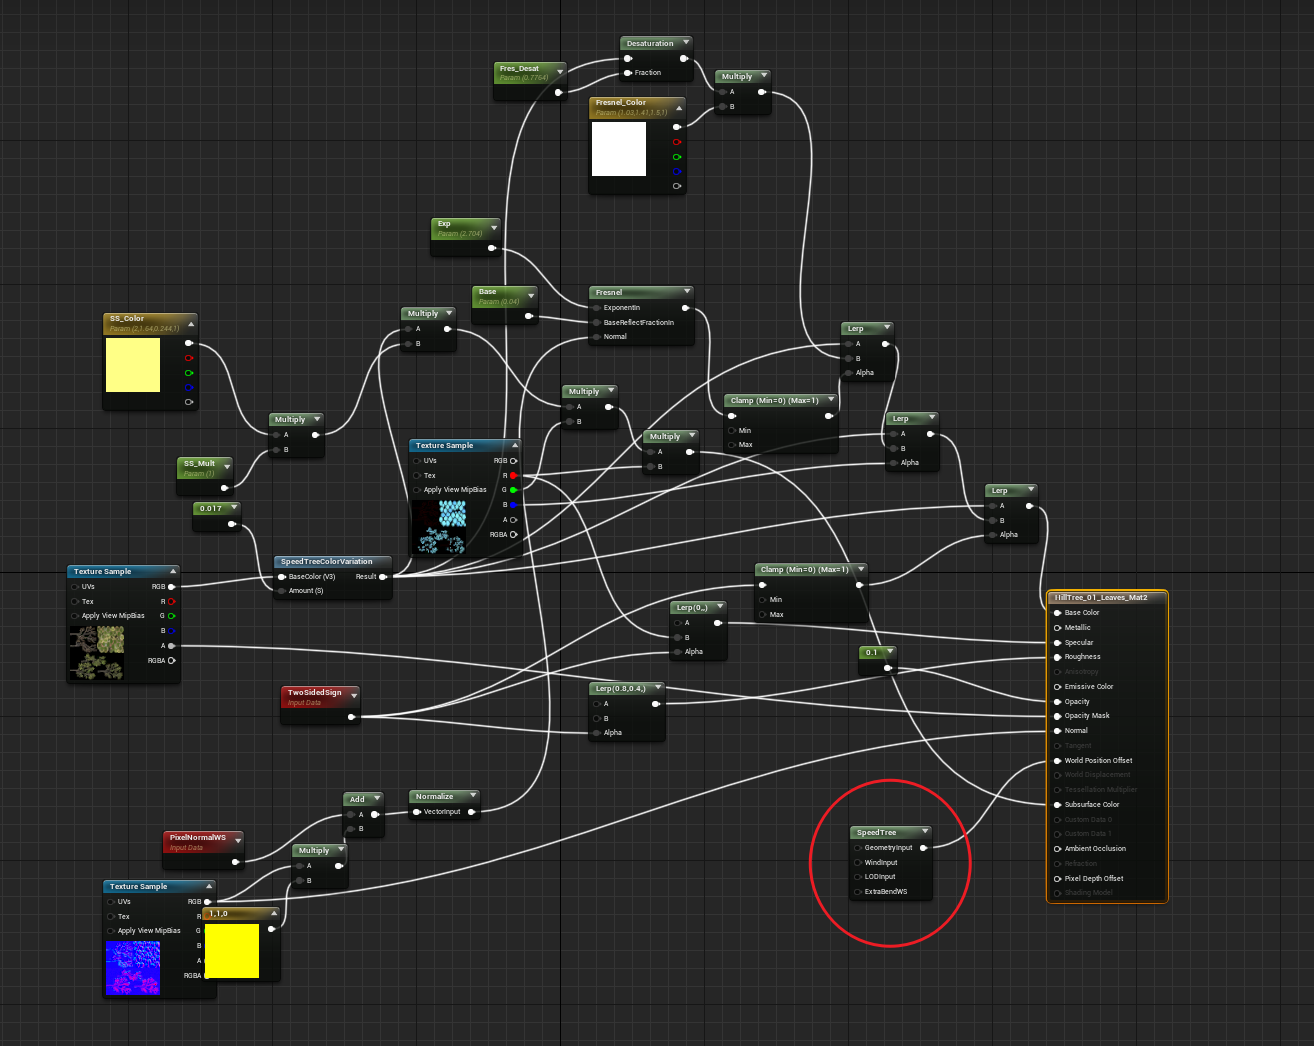 Desaturation
Fraction
Fres_Desat
Param (0.7764)
Multiply
A
B
Fresnel_Color
Param (1.03,1.41,1.5,1)
Exp
Param (2.704)
Base
Param (0.04)
Fresnel
ExponentIn
BaseReflectFractionIn
Normal
SS_Color
Param (2,1.64,0.244,1)
Multiply
A
B
Lerp
A
B
Alpha
Multiply
A
B
Clamp (Min=0) (Max=1)
Min
Max
Multiply
A
B
Lerp
A
B
Alpha
Multiply
A
B
Texture Sample
UVs
RGB
Tex
R
Apply View MipBias
G
B
A
RGBA
SS_Mult
Param (1)
0.017
Lerp
A
B
Alpha
SpeedTreeColorVariation
BaseColor (V3)
Result
Amount (S)
Texture Sample
UVs
RGB
Tex
R
Apply View MipBias
G
B
A
RGBA
Clamp (Min=0) (Max=1)
Min
Max
Lerp(0,,)
A
B
Alpha
0.1
HillTree_01_Leaves_Mat2
Base Color
Metallic
Specular
Roughness
Anisotropy
Emissive Color
Opacity
Opacity Mask
Normal
Tangent
World Position Offset
World Displacement
Tessellation Multiplier
Subsurface Color
Custom Data 0
Custom Data 1
Ambient Occlusion
Refraction
Pixel Depth Offset
Shading Model
TwoSidedSign
Input Data
Lerp(0.8,0.4,)
A
B
Alpha
Add
A
B
Normalize
VectorInput
PixelNormalWS
Input Data
Multiply
A
B
SpeedTree
GeometryInput
WindInput
LODInput
ExtraBendWS
Texture Sample
UVs
RGB
Tex
R
Apply View MipBias
G
B
A
RGBA
1,1,0